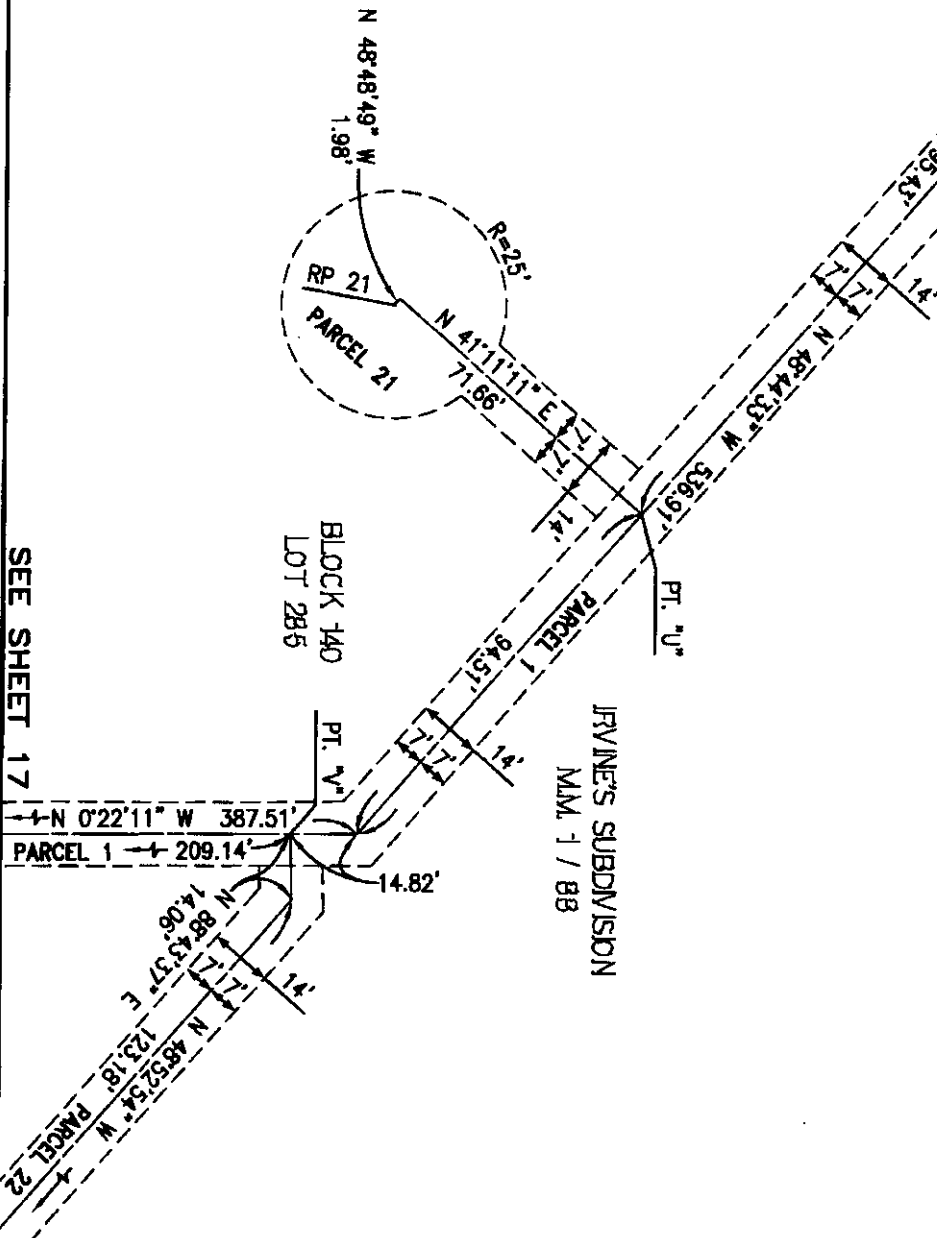 N 48°48'49" W
1.98'
R=25'
RP 21
PARCEL 21
N 41°11'11" E
71.66'
7'
7'
14'
95.43'
7'
7'
14'
N 48°44'33" W 536.91'
PT. "U"
PARCEL 1
94.51'
7'
7'
14'
IRVINE'S SUBDIVISION
M.M. 1 / 88
BLOCK 140
LOT 285
PT. "V"
N 0°22'11" W 387.51'
PARCEL 1 209.14'
14.82'
N 88°43'37" E
14.06'
7'
7'
14'
N 48°52'54" W
123.18'
PARCEL 22
SEE SHEET 17